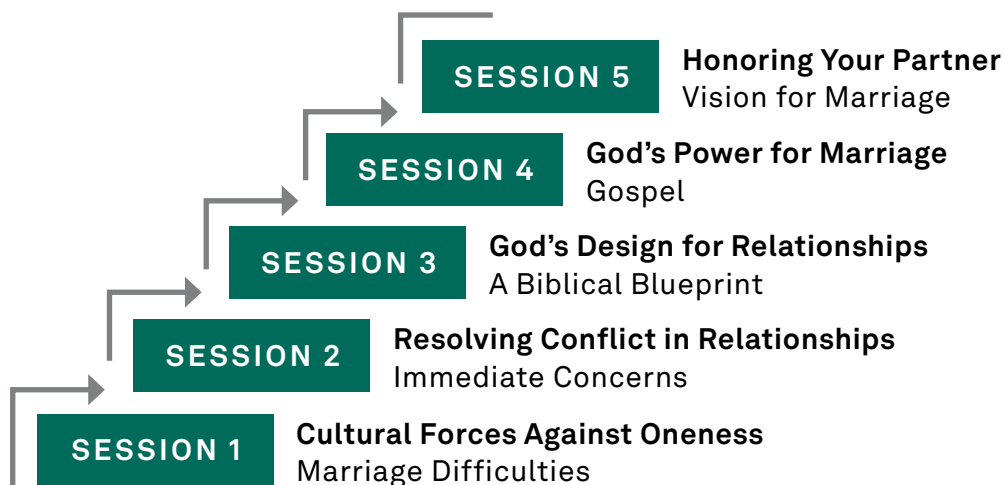 SESSION 5
Honoring Your Partner
Vision for Marriage
SESSION 4
God’s Power for Marriage
Gospel
SESSION 3
God’s Design for Relationships
A Biblical Blueprint
SESSION 2
Resolving Conflict in Relationships
Immediate Concerns
SESSION 1
Cultural Forces Against Oneness
Marriage Difficulties